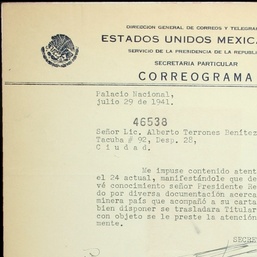 DIRECCION GENERAL DE CORREOS Y TELEGRA
ESTADOS UNIDOS MEXICA
SERVICIO DE LA PRESIDENCIA DE LA REPUBLI
SECRETARIA PARTICULAR
CORREOGRAMA
Palacio Nacional,
julio 29 de 1941.
46538
Señor Lic. Alberto Terrones Benítez
Tacuba # 92, Desp. 28,
C i u d a d.
Me impuse contenido atent
el 24 actual, manifestándole que de
vé conocimiento señor Presidente Re
do por diversa documentación acerca
minera país que acompañó a su carta
bien disponer se trasladara Titular
con objeto se le preste la atención
mente.
SECRE